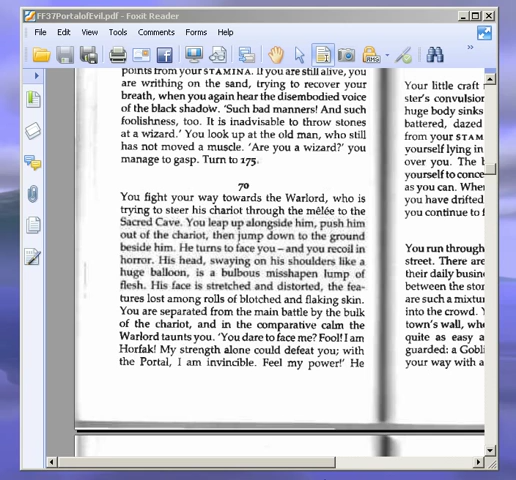 FF37PortalofEvil.pdf - Foxit Reader
File Edit View Tools Comments Forms Help
points from your STAMINA. If you are still alive, you
are writhing on the sand, trying to recover your
breath, when you again hear the disembodied voice
of the black shadow. 'Such bad manners! And such
foolishness, too. It is inadvisable to throw stones
at a wizard.' You look up at the old man, who still
has not moved a muscle. 'Are you a wizard?' you
manage to gasp. Turn to 175.
70
You fight your way towards the Warlord, who is
trying to steer his chariot through the mêlée to the
Sacred Cave. You leap up alongside him, push him
out of the chariot, then jump down to the ground
beside him. He turns to face you – and you recoil in
horror. His head, swaying on his shoulders like a
huge balloon, is a bulbous misshapen lump of
flesh. His face is stretched and distorted, the fea-
tures lost among rolls of blotched and flaking skin.
You are separated from the main battle by the bulk
of the chariot, and in the comparative calm the
Warlord taunts you. 'You dare to face me? Fool! I am
Horfak! My strength alone could defeat you; with
the Portal, I am invincible. Feel my power!' He
Your little craft
ster's convulsion
huge body sinks
battered, dazed
from your STAM
yourself lying in
over you. The b
yourself to conce
as you can. When
you have drifted
you continue to f
You run through
street. There are
their daily busin
between the stor
are such a mixtur
into the crowd. Y
town's wall, whe
quite as easy a
guarded: a Gobli
your way with a